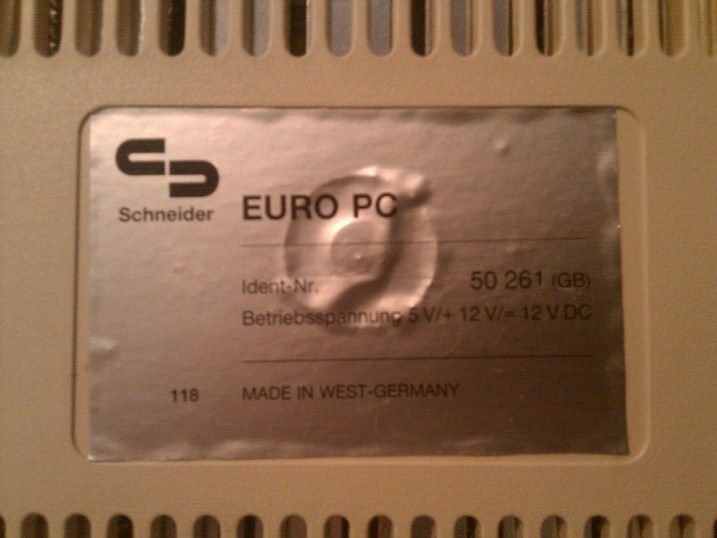 Schneider
EURO PC
Ident-Nr. 50 261 (GB)
Betriebsspannung 5 V/+ 12 V/= 12 V DC
118 MADE IN WEST-GERMANY